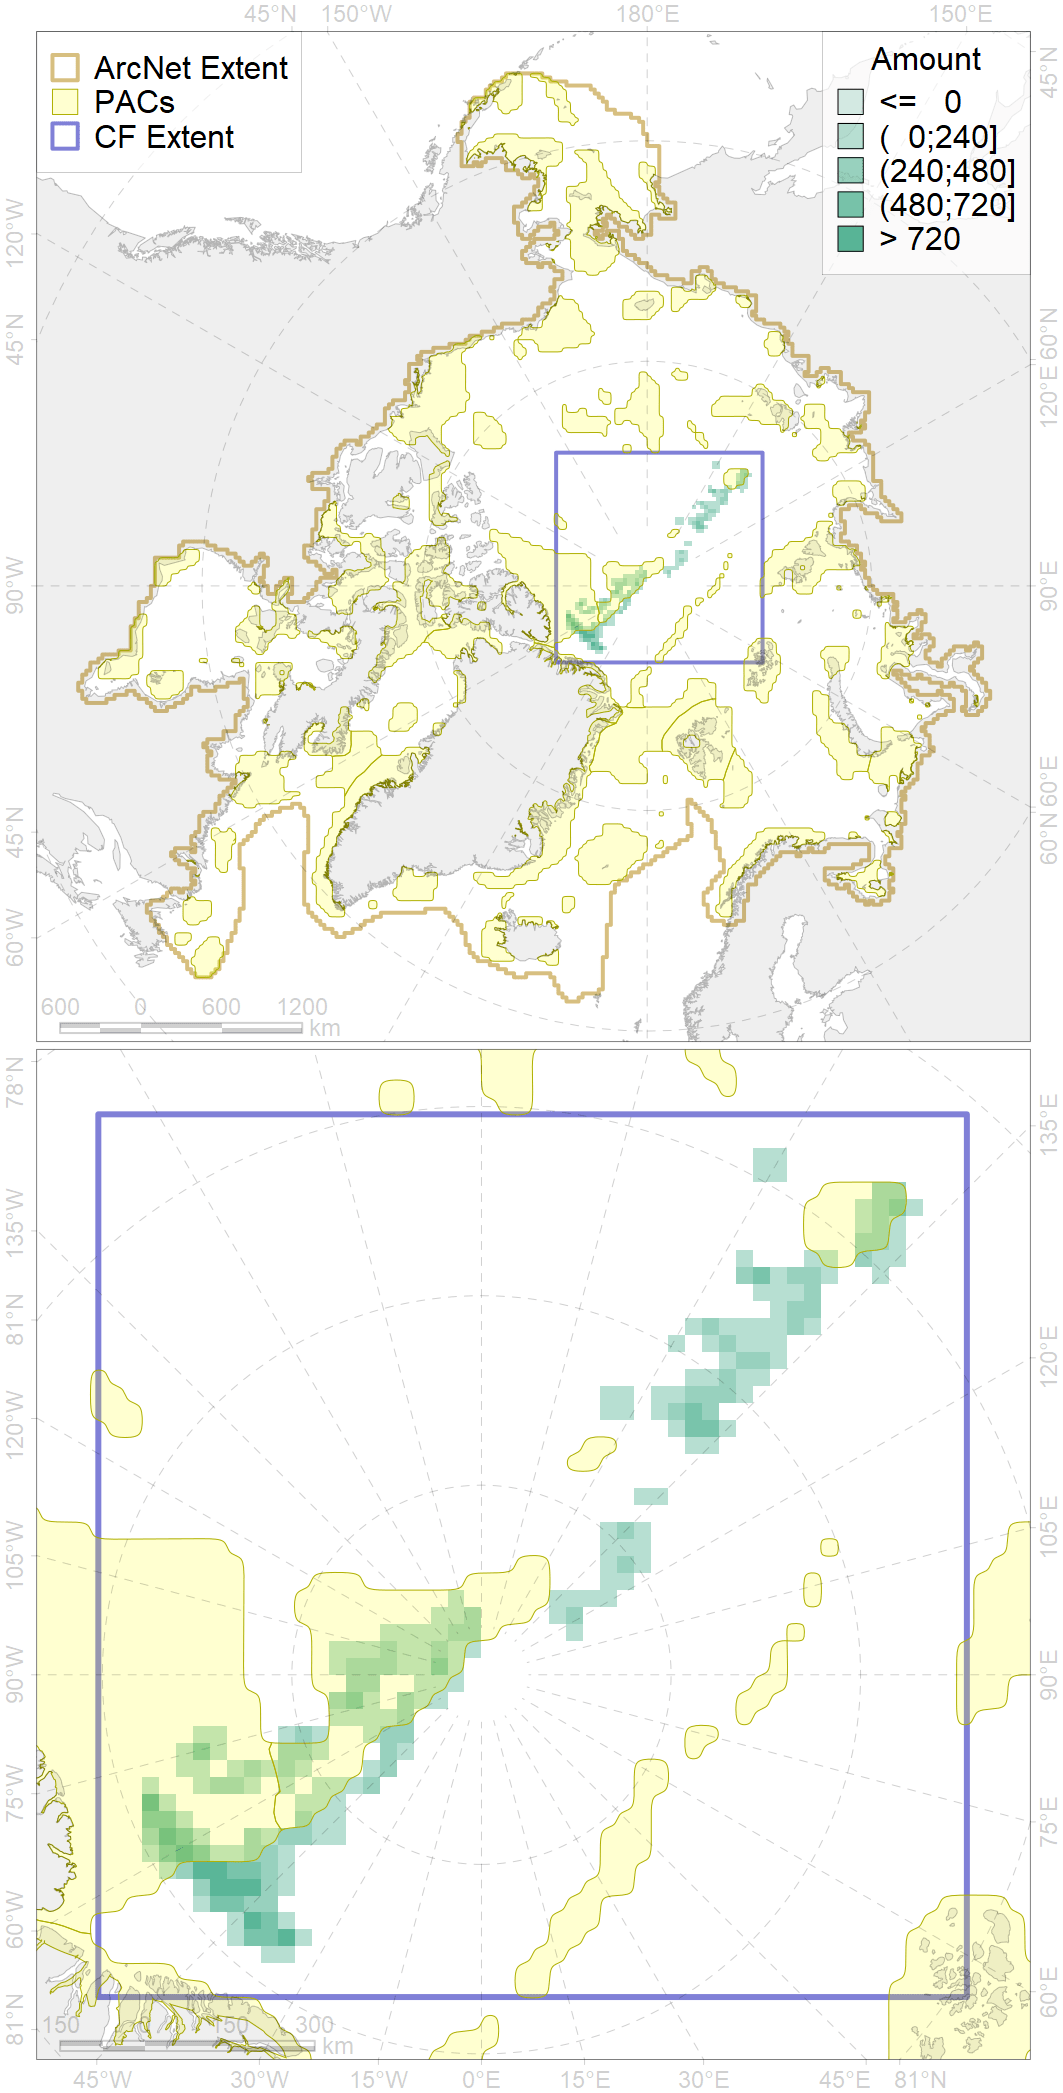 45°N 150°W 180°E 150°E
ArcNet Extent
PACs
CF Extent
Amount
<= 0
( 0;240]
(240;480]
(480;720]
> 720
120°W
45°N
90°W
45°N
60°W
45°N
60°N
120°E
90°E
60°E
60°N
600 0 600 1200
km
78°N
135°W
81°N
120°W
105°W
90°W
75°W
60°W
81°N
135°E
120°E
105°E
90°E
75°E
60°E
150 0 150 300
km
45°W 30°W 15°W 0°E 15°E 30°E 45°E 81°N